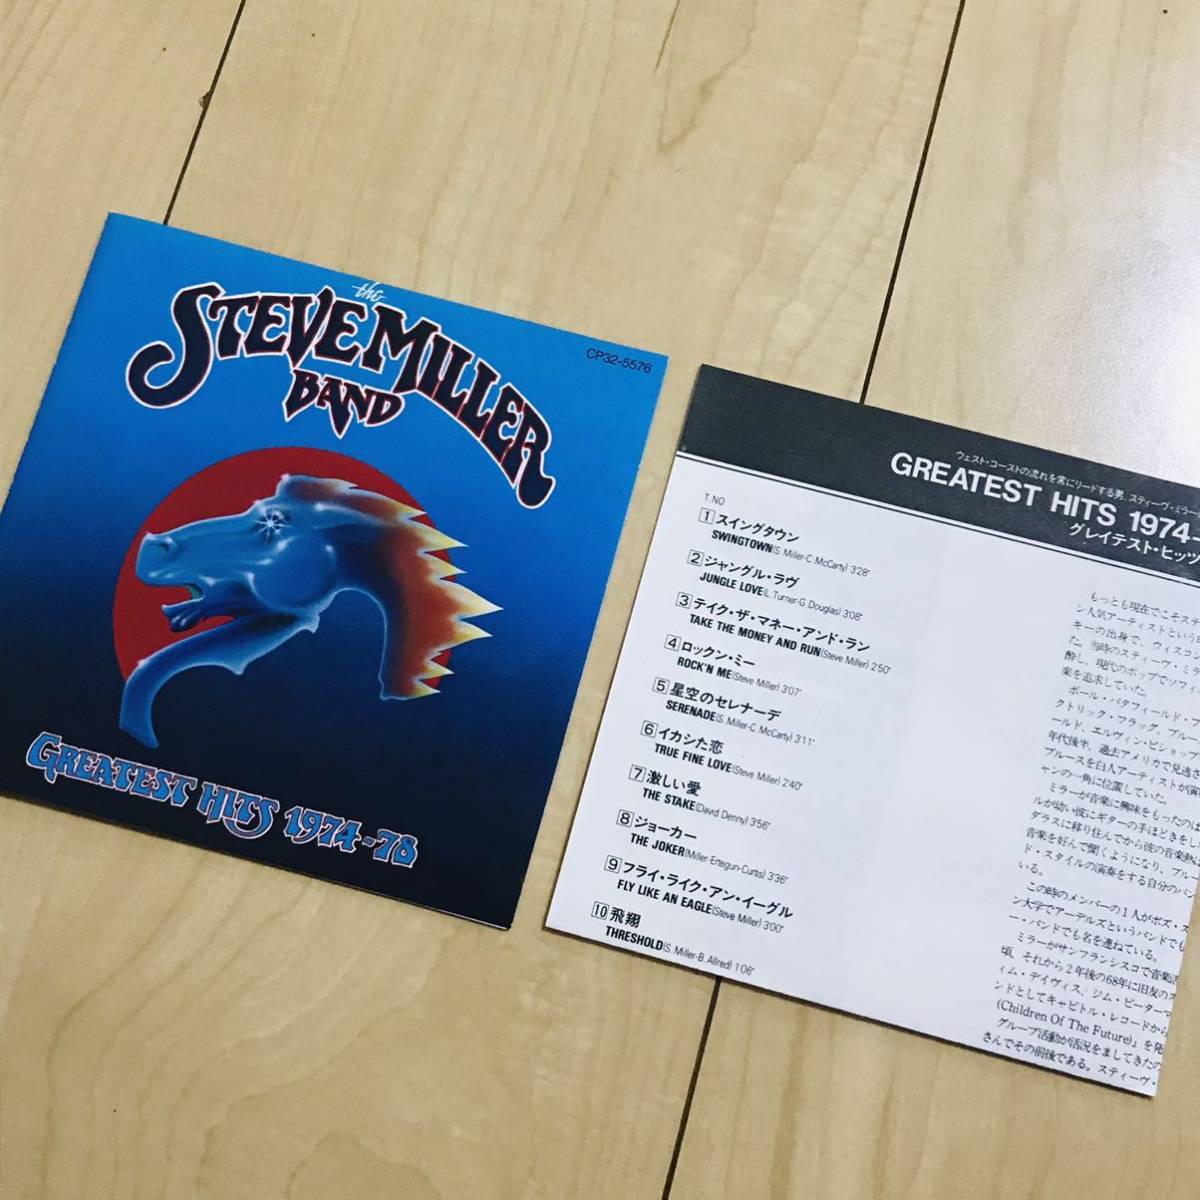 the
STEVE MILLER
BAND
CP32-5576
GREATEST HITS 1974-78
ウェスト・コーストの流れを常にリードする男、スティーヴ・ミラー
GREATEST HITS 1974-
グレイテスト・ヒッツ
T.NO
1 スイングタウン
SWINGTOWN(S.Miller-C.McCarty) 3'28"
2 ジャングル・ラヴ
JUNGLE LOVE(L.Turner-G.Douglas) 3'08"
3 テイク・ザ・マネー・アンド・ラン
TAKE THE MONEY AND RUN(Steve Miller) 2'50"
4 ロックン・ミー
ROCK'N ME(Steve Miller) 3'07"
5 星空のセレナーデ
SERENADE(S.Miller-C.McCarty) 3'11"
6 イカシた恋
TRUE FINE LOVE(Steve Miller) 2'40"
7 激しい愛
THE STAKE(David Denny) 3'56"
8 ジョーカー
THE JOKER(Miller-Ertegun-Curtis) 3'36"
9 フライ・ライク・アン・イーグル
FLY LIKE AN EAGLE(Steve Miller) 3'00"
10 飛翔
THRESHOLD(S.Miller-B.Allred) 1'06"
もっとも現在でこそス
ン人気アーティストという
キーの出身で、ウィスコン
た。当時のスティーヴ・ミラ
酔し、現代のポップでソフィ
楽を追求していた。
ポール・バタフィールド・ブ
クトリック・フラッグ、ブルー
ールド、エルヴィン・ビショップ
年代後半、過去アメリカで見逃さ
ブルースを白人アーティストが演
ャンの一角に位置していた。
ミラーが音楽に興味をもったのは
ルが幼い彼にギターの手ほどきをし
ダラスに移り住んでから彼の音楽熱は
音楽を好んで聞くようになり、ブルー
ド・スタイルの演奏をする自分のバン
いる。
この時のメンバーの1人がボズ・ス
ン大学でアーデルズというバンドでも
ー・バンドでも名を連ねている。
ミラーがサンフランシスコで音楽活
頃、それから2年後の68年に旧友のス
ィム・デイヴィス、ジム・ピーターマ
ンドとしてキャピトル・レコードから
(Children Of The Future)』を発
グループ活動が活況をましてきたの
さんでその前後である。スティーヴ・